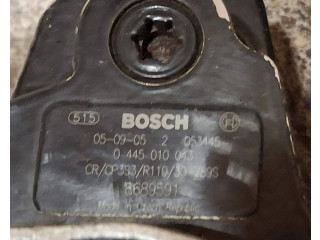 515 BOSCH
05-09-05 2 053445
0 445 010 043
CR/CP3S3/R110/30-789S
8689591
Made in Czech Republic